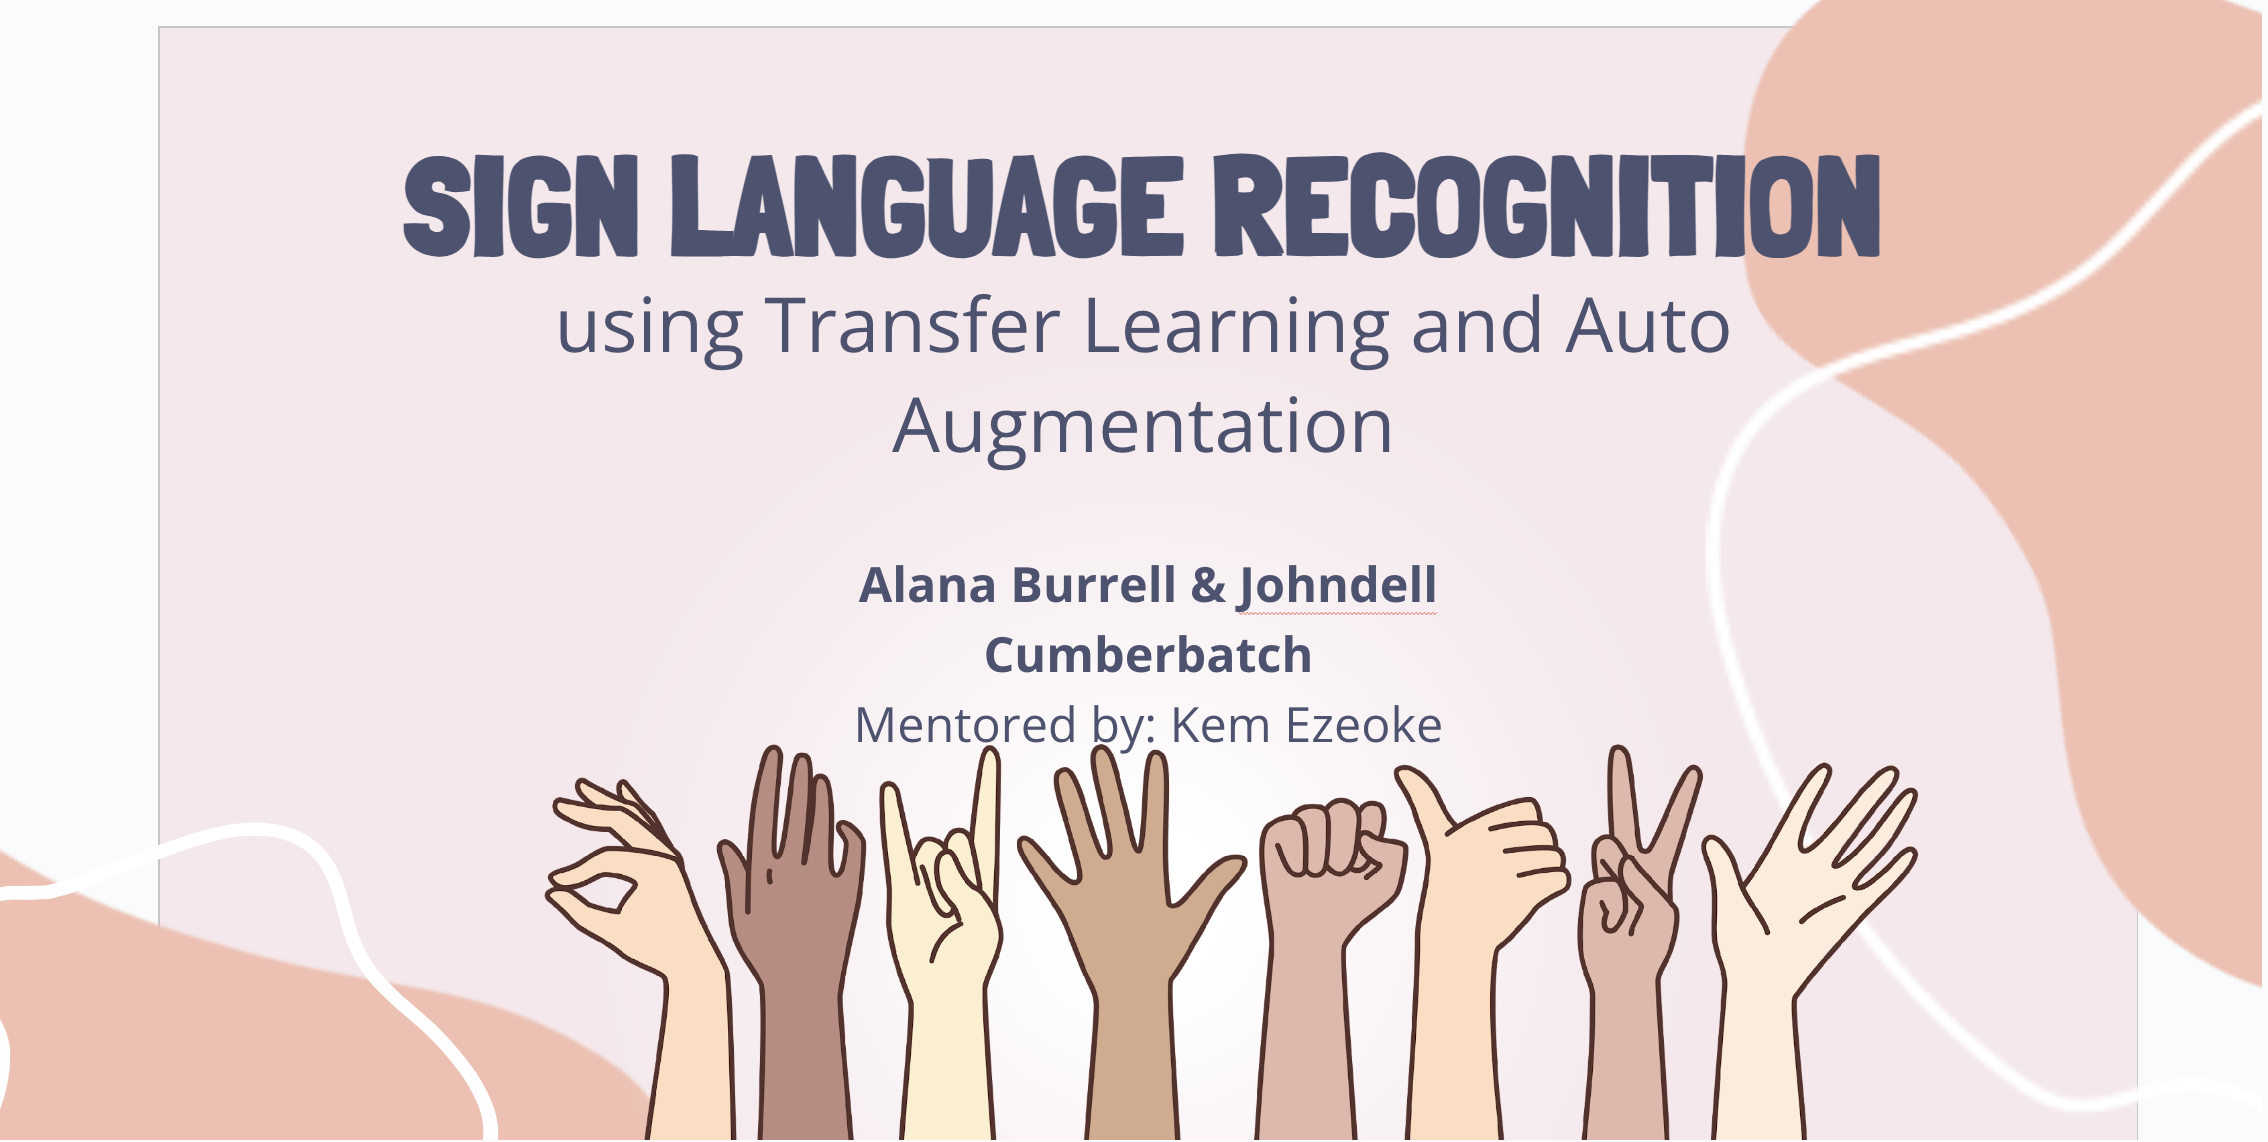 SIGN LANGUAGE RECOGNITION
using Transfer Learning and Auto
Augmentation
Alana Burrell & Johndell
Cumberbatch
Mentored by: Kem Ezeoke